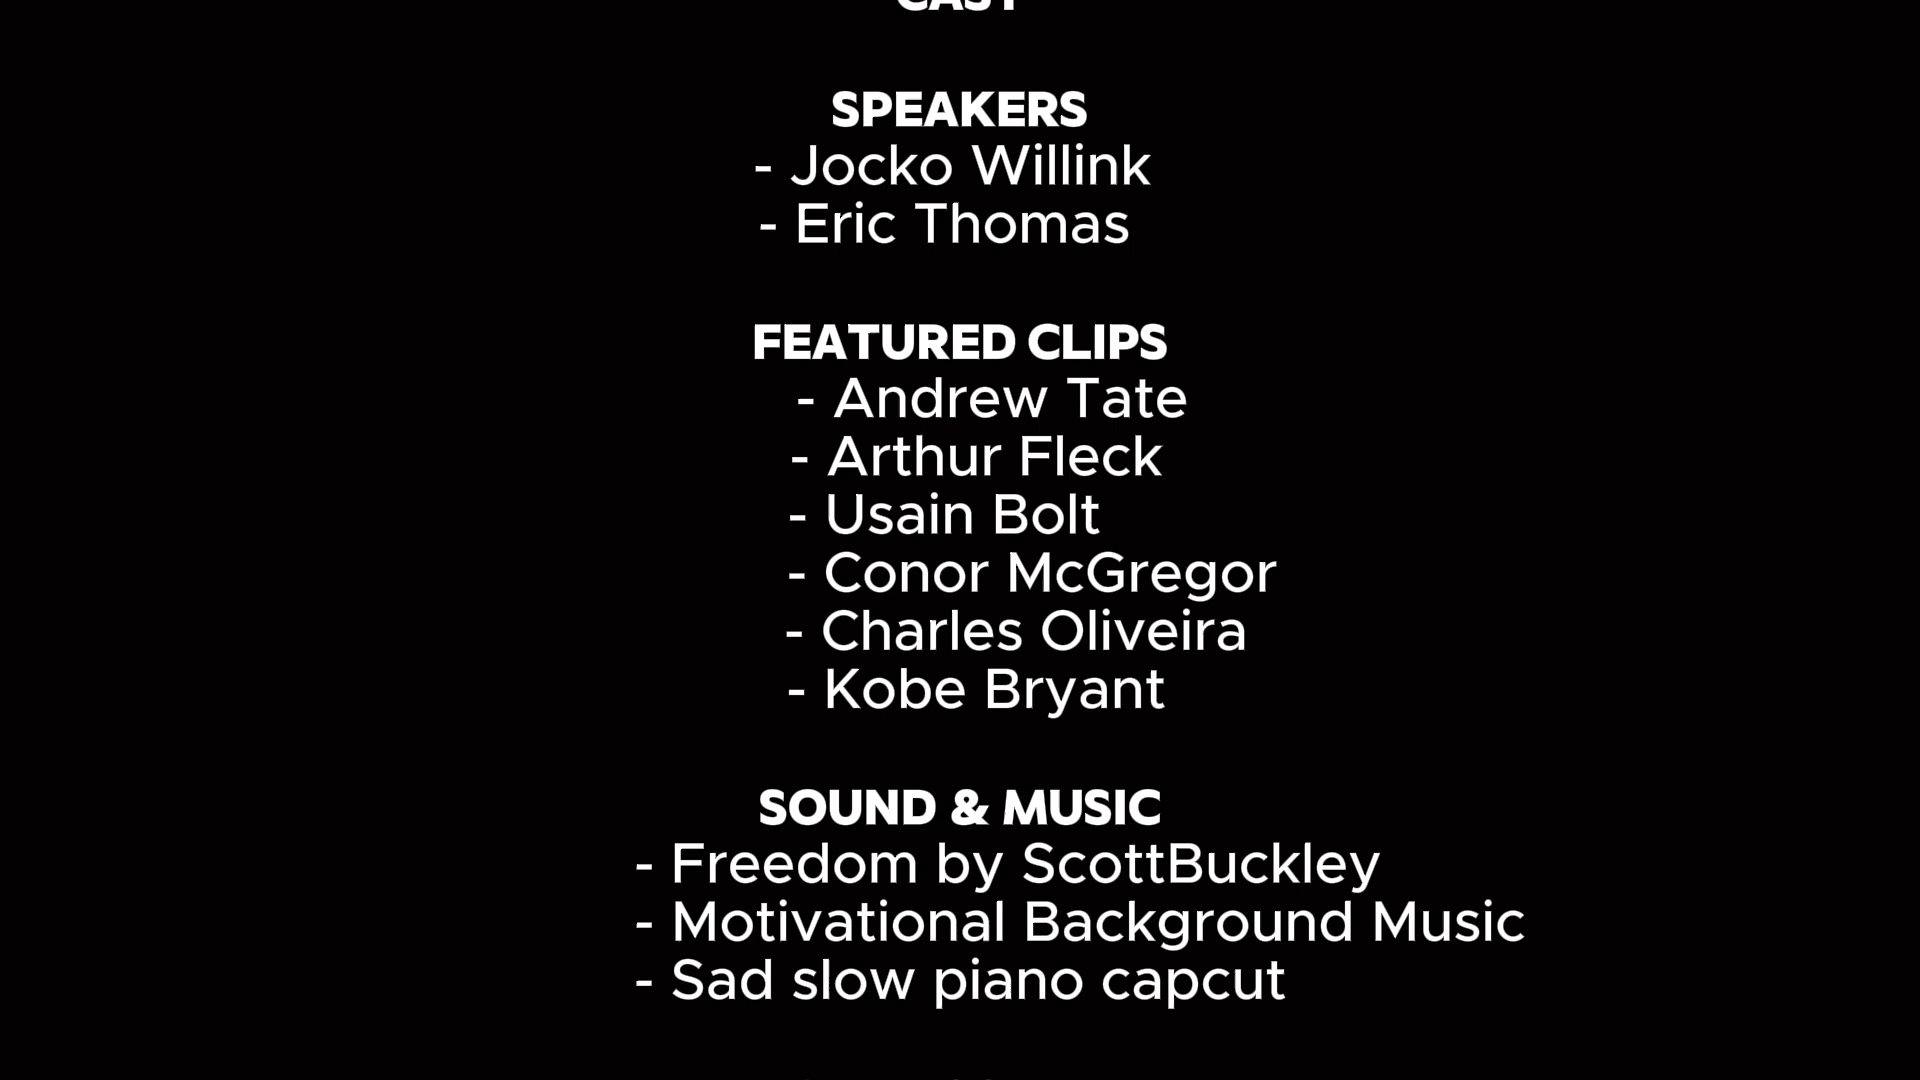 CAST
SPEAKERS
- Jocko Willink
- Eric Thomas
FEATURED CLIPS
- Andrew Tate
- Arthur Fleck
- Usain Bolt
- Conor McGregor
- Charles Oliveira
- Kobe Bryant
SOUND & MUSIC
- Freedom by ScottBuckley
- Motivational Background Music
- Sad slow piano capcut